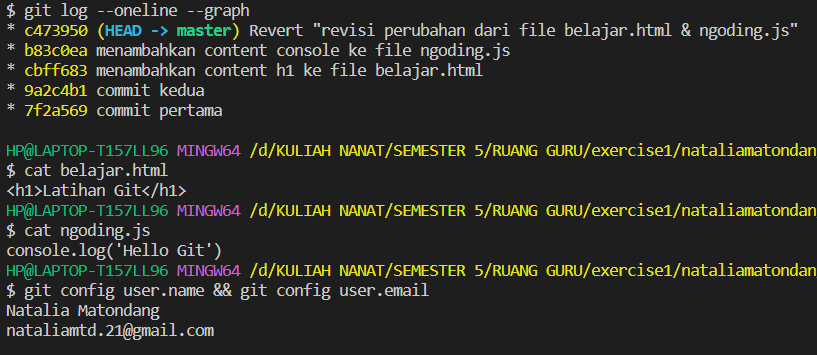 $ git log --oneline --graph
* c473950 (HEAD -> master) Revert "revisi perubahan dari file belajar.html & ngoding.js"
* b83c0ea menambahkan content console ke file ngoding.js
* cbff683 menambahkan content h1 ke file belajar.html
* 9a2c4b1 commit kedua
* 7f2a569 commit pertama
HP@LAPTOP-T157LL96 MINGW64 /d/KULIAH NANAT/SEMESTER 5/RUANG GURU/exercise1/nataliamatondan
$ cat belajar.html
<h1>Latihan Git</h1>
HP@LAPTOP-T157LL96 MINGW64 /d/KULIAH NANAT/SEMESTER 5/RUANG GURU/exercise1/nataliamatondan
$ cat ngoding.js
console.log('Hello Git')
HP@LAPTOP-T157LL96 MINGW64 /d/KULIAH NANAT/SEMESTER 5/RUANG GURU/exercise1/nataliamatondan
$ git config user.name && git config user.email
Natalia Matondang
nataliamtd.21@gmail.com